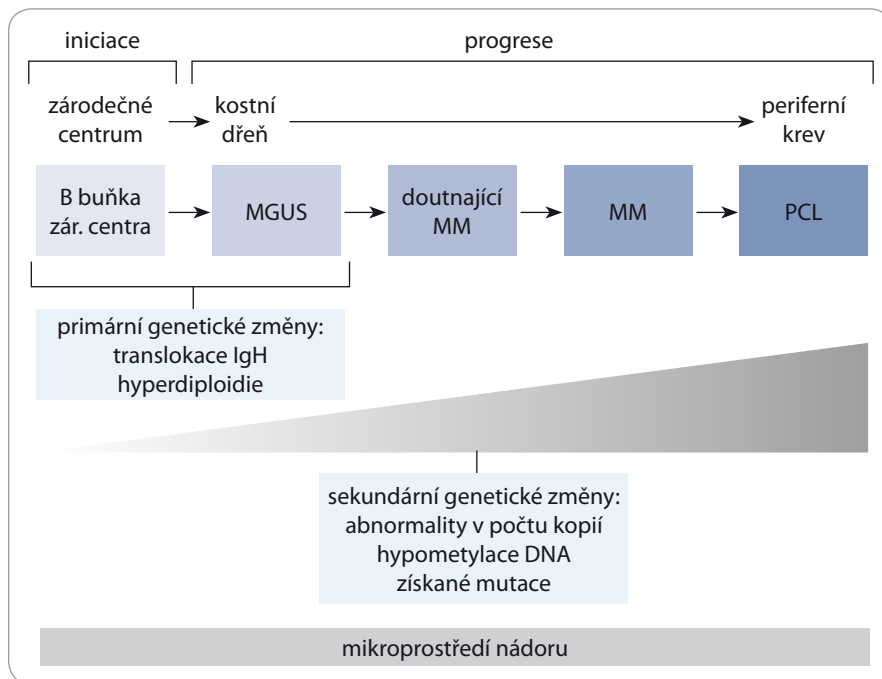 iniciace
progrese
zárodečné
centrum
kostní
dřeň
periferní
krev
B buňka
zár. centra
MGUS
doutnající
MM
MM
PCL
primární genetické změny:
translokace IgH
hyperdiploidie
sekundární genetické změny:
abnormality v počtu kopií
hypometylace DNA
získané mutace
mikroprostředí nádoru